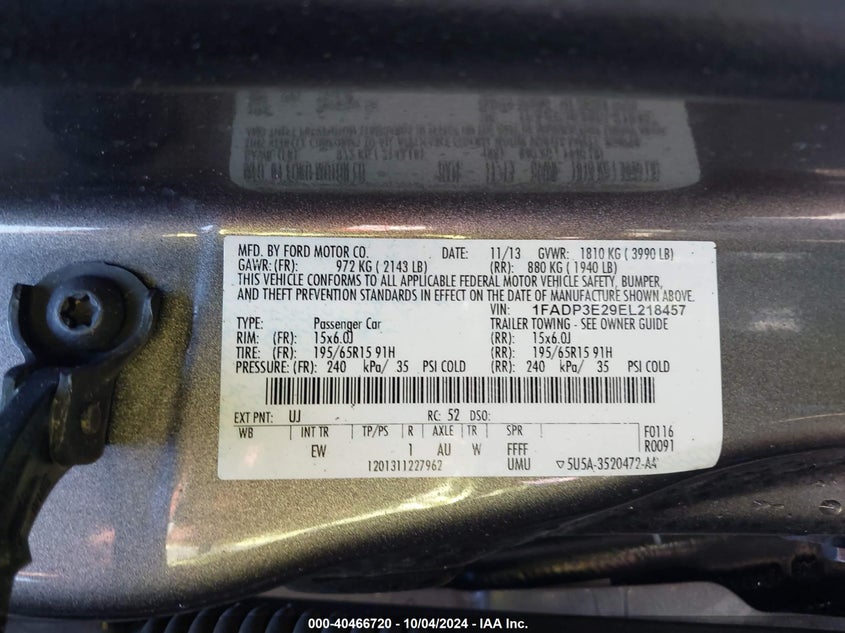 MFD. BY FORD MOTOR CO. DATE: 11/13 GVWR: 1810 KG ( 3990 LB)
GAWR: (FR): 972 KG ( 2143 LB) (RR): 880 KG ( 1940 LB)
THIS VEHICLE CONFORMS TO ALL APPLICABLE FEDERAL MOTOR VEHICLE SAFETY, BUMPER,
AND THEFT PREVENTION STANDARDS IN EFFECT ON THE DATE OF MANUFACTURE SHOWN ABOVE.
VIN: 1FADP3E29EL218457
TYPE: Passenger Car TRAILER TOWING - SEE OWNER GUIDE
RIM: (FR): 15x6.0J (RR): 15x6.0J
TIRE: (FR): 195/65R15 91H (RR): 195/65R15 91H
PRESSURE: (FR): 240 kPa/ 35 PSI COLD (RR): 240 kPa/ 35 PSI COLD
EXT PNT: UJ RC: 52 DSO:
WB INT TR TP/PS R AXLE TR SPR F0116
EW 1 AU W FFFF R0091
1201311227962 UMU ▽5U5A-3520472-AA
000-40466720 - 10/04/2024 - IAA Inc.